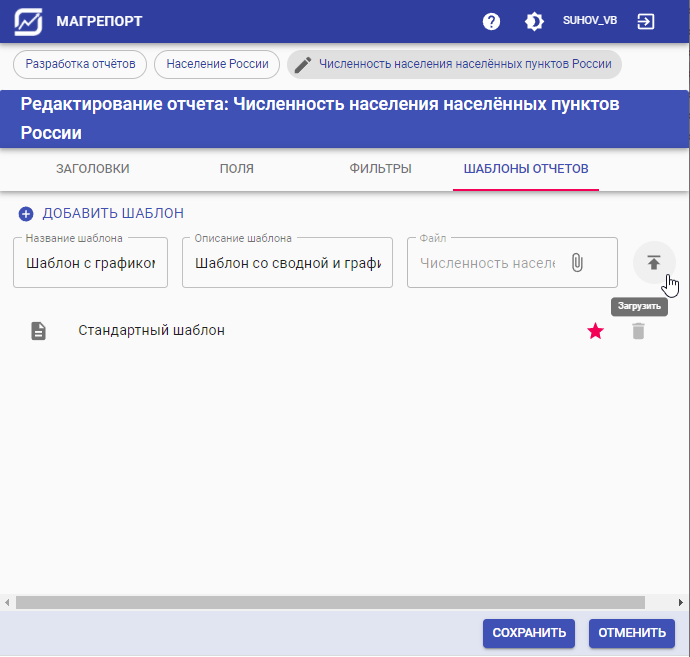 МАГРЕПОРТ
SUHOV_VB
Разработка отчётов
Население России
Численность населения населённых пунктов России
Редактирование отчета: Численность населения населённых пунктов
России
ЗАГОЛОВКИ
ПОЛЯ
ФИЛЬТРЫ
ШАБЛОНЫ ОТЧЕТОВ
ДОБАВИТЬ ШАБЛОН
Название шаблона
Описание шаблона
Файл
Шаблон с графиком
Шаблон со сводной и графи
Численность населе
Загрузить
Стандартный шаблон
СОХРАНИТЬ
ОТМЕНИТЬ